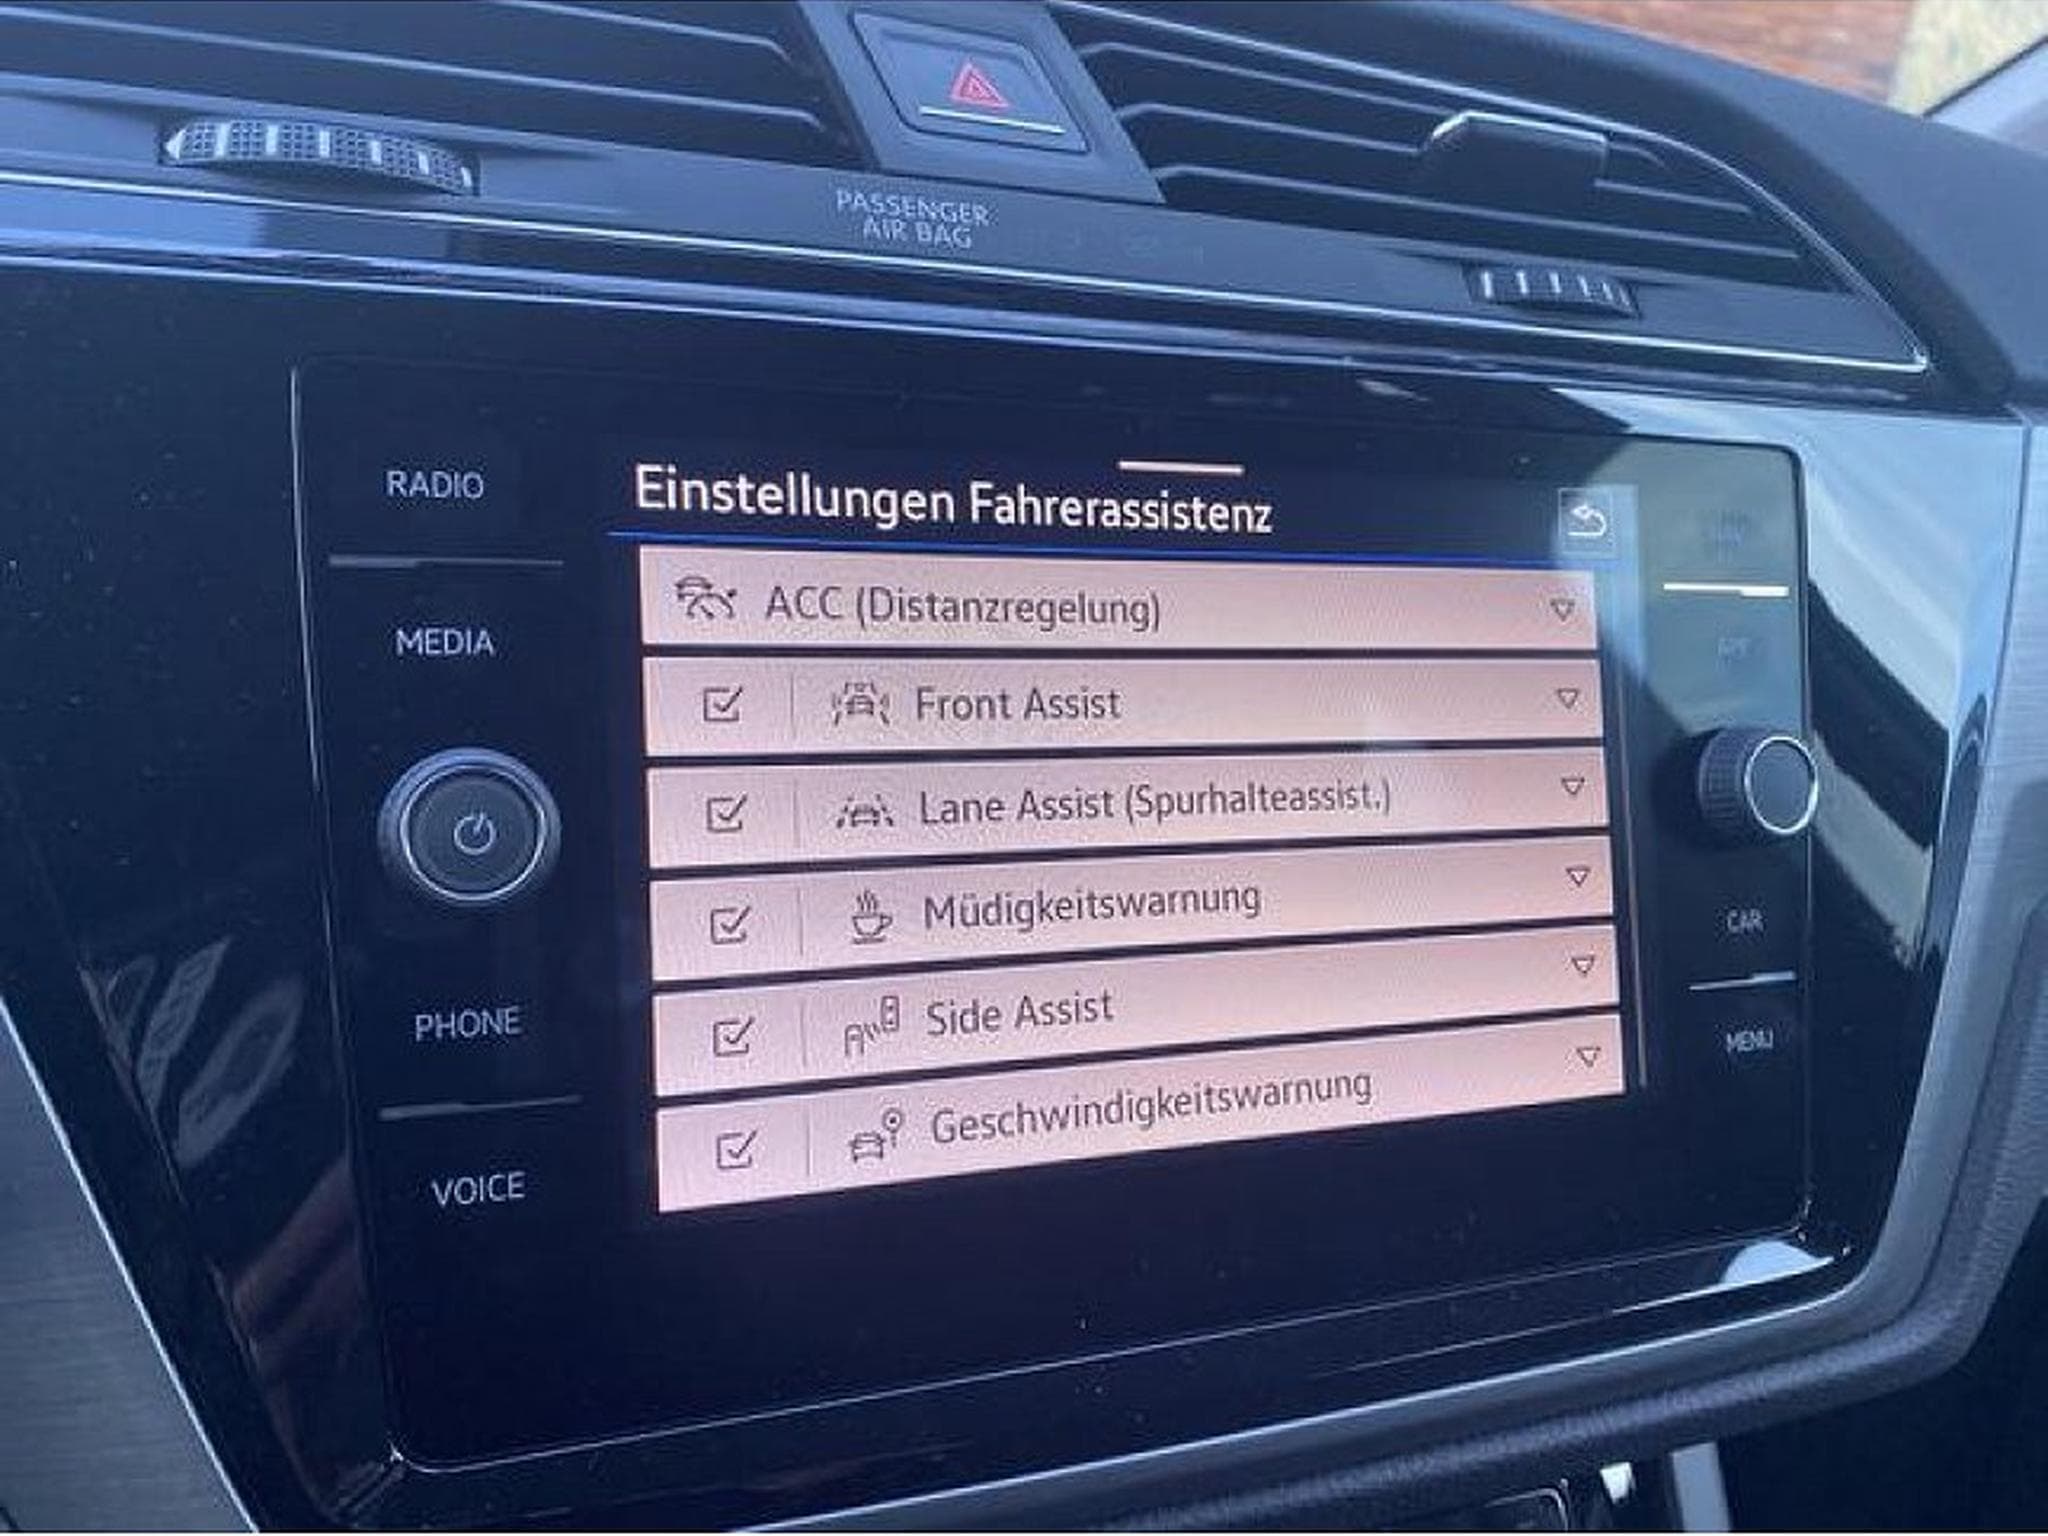 PASSENGER
AIR BAG
RADIO
MEDIA
PHONE
VOICE
Einstellungen Fahrerassistenz
ACC (Distanzregelung)
Front Assist
Lane Assist (Spurhalteassist.)
Müdigkeitswarnung
Side Assist
Geschwindigkeitswarnung
CAR
MENU